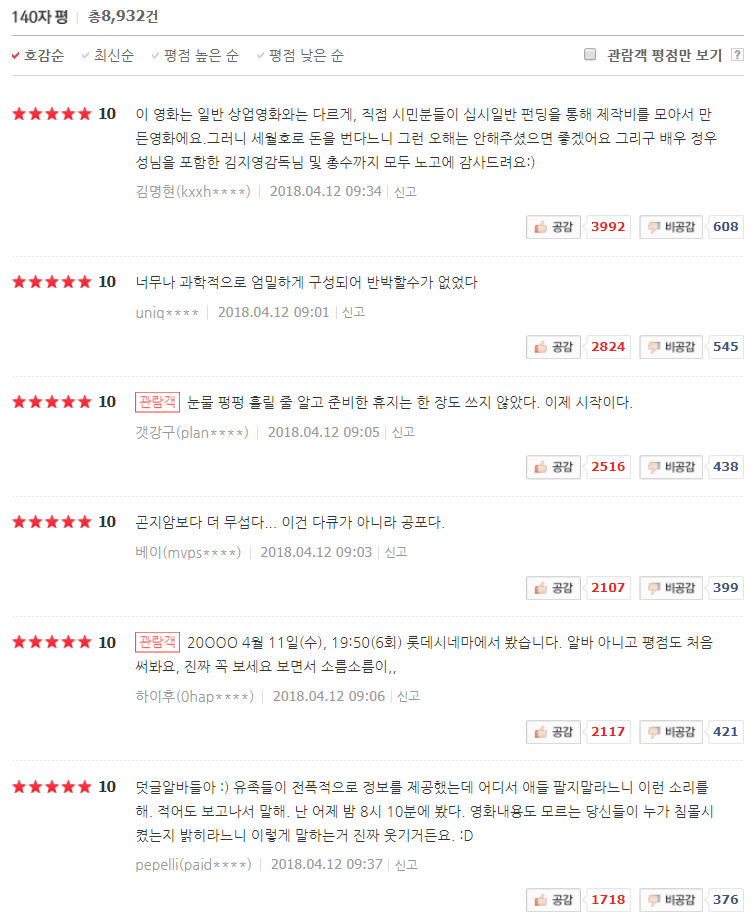 140자 평 총8,932건
호감순 최신순 평점 높은 순 평점 낮은 순 관람객 평점만 보기 ?
10 이 영화는 일반 상업영화와는 다르게, 직접 시민분들이 십시일반 펀딩을 통해 제작비를 모아서 만
든영화에요.그러니 세월호로 돈을 번다느니 그런 오해는 안해주셨으면 좋겠어요 그리구 배우 정우
성님을 포함한 김지영감독님 및 총수까지 모두 노고에 감사드려요:)
김명현(kxxh****) 2018.04.12 09:34 신고
공감 3992 비공감 608
10 너무나 과학적으로 엄밀하게 구성되어 반박할수가 없었다
uniq**** 2018.04.12 09:01 신고
공감 2824 비공감 545
10 관람객 눈물 펑펑 흘릴 줄 알고 준비한 휴지는 한 장도 쓰지 않았다. 이제 시작이다.
갯강구(plan****) 2018.04.12 09:05 신고
공감 2516 비공감 438
10 곤지암보다 더 무섭다... 이건 다큐가 아니라 공포다.
베이(mvps****) 2018.04.12 09:03 신고
공감 2107 비공감 399
10 관람객 20OOO 4월 11일(수), 19:50(6회) 롯데시네마에서 봤습니다. 알바 아니고 평점도 처음
써봐요, 진짜 꼭 보세요 보면서 소름소름이,,
하이후(0hap****) 2018.04.12 09:06 신고
공감 2117 비공감 421
10 덧글알바들아 :) 유족들이 전폭적으로 정보를 제공했는데 어디서 애들 팔지말라느니 이런 소리를
해. 적어도 보고나서 말해. 난 어제 밤 8시 10분에 봤다. 영화내용도 모르는 당신들이 누가 침몰시
켰는지 밝히라느니 이렇게 말하는거 진짜 웃기거든요. :D
pepelli(paid****) 2018.04.12 09:37 신고
공감 1718 비공감 376